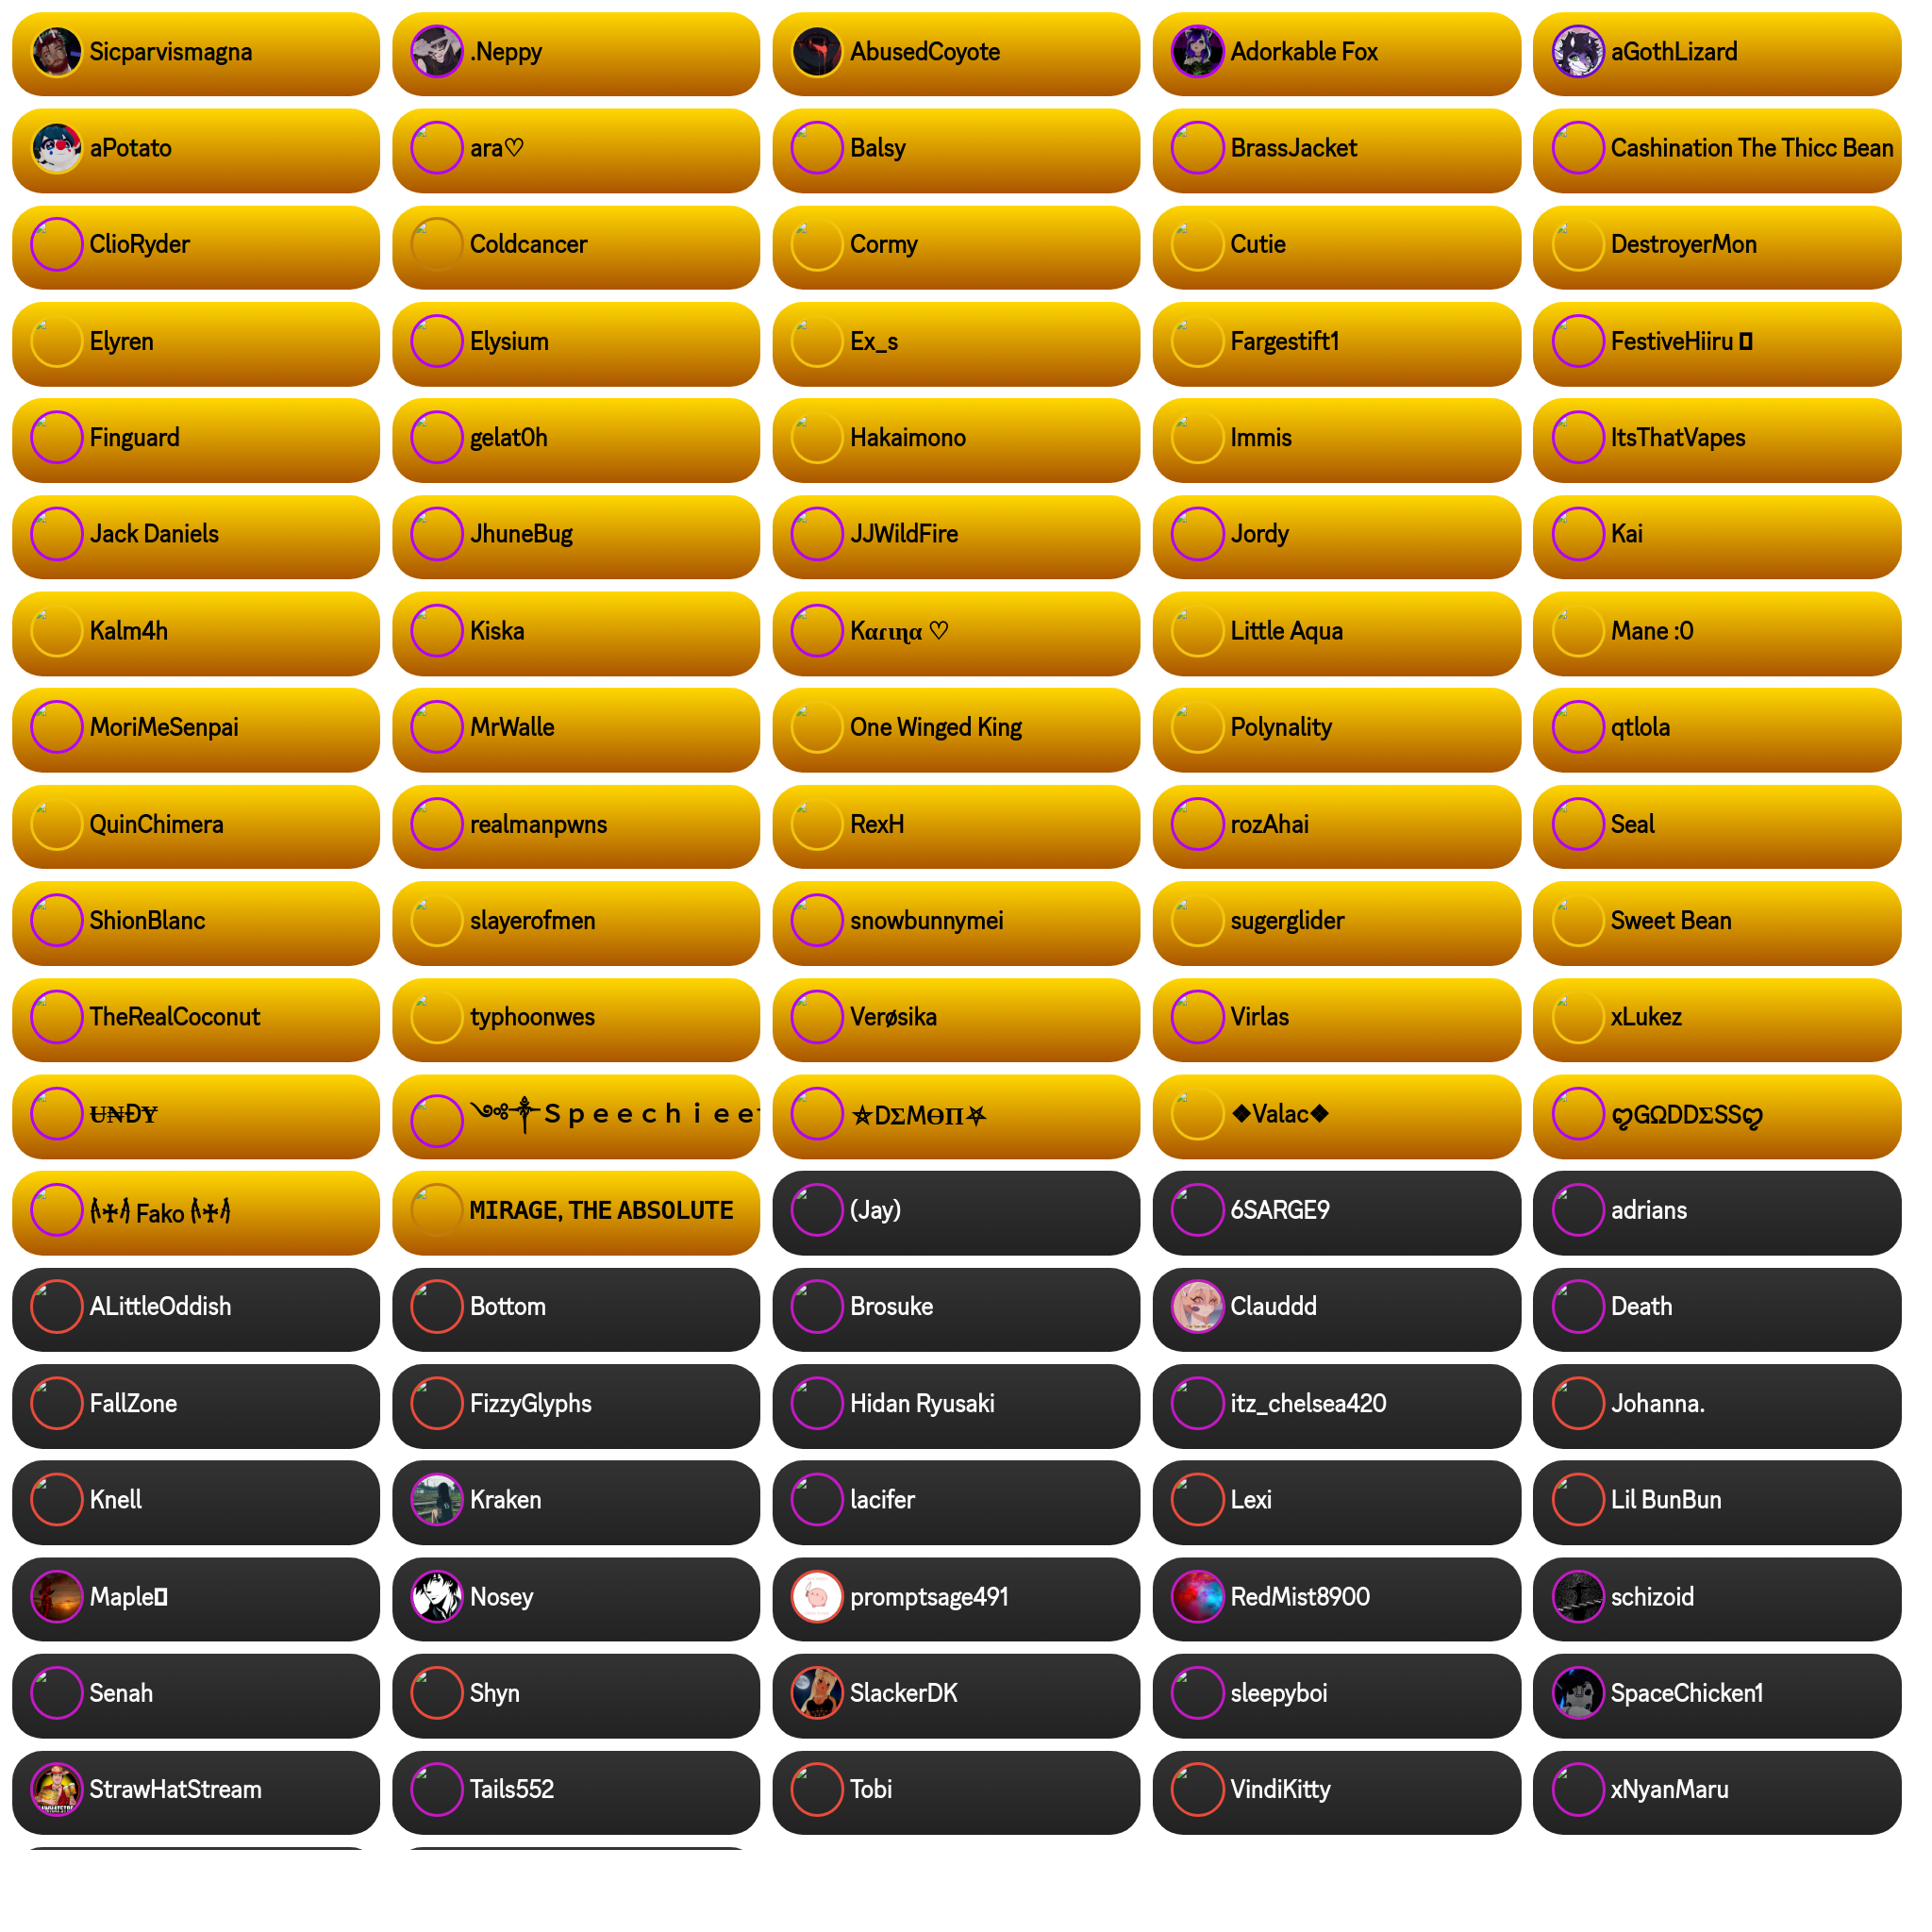 Sicparvismagna
.Neppy
AbusedCoyote
Adorkable Fox
aGothLizard
aPotato
ara♡
Balsy
BrassJacket
Cashination The Thicc Bean
ClioRyder
Coldcancer
Cormy
Cutie
DestroyerMon
Elyren
Elysium
Ex_s
Fargestift1
FestiveHiiru
Finguard
gelat0h
Hakaimono
Immis
ItsThatVapes
Jack Daniels
JhuneBug
JJWildFire
Jordy
Kai
Kalm4h
Kiska
Kαɾιɳα ♡
Little Aqua
Mane :0
MoriMeSenpai
MrWalle
One Winged King
Polynality
qtlola
QuinChimera
realmanpwns
RexH
rozAhai
Seal
ShionBlanc
slayerofmen
snowbunnymei
sugerglider
Sweet Bean
TheRealCoconut
typhoonwes
Verøsika
Virlas
xLukez
Ʉ₦ĐɎ
༺✞Ｓｐｅｅｃｈｉｅｅ
⛤DΣMӨΠ⛧
❖Valac❖
ஓGΩDDΣSSஓ
Fako
MIRAGE, THE ABSOLUTE
(Jay)
6SARGE9
adrians
ALittleOddish
Bottom
Brosuke
Clauddd
Death
FallZone
FizzyGlyphs
Hidan Ryusaki
itz_chelsea420
Johanna.
Knell
Kraken
lacifer
Lexi
Lil BunBun
Maple
Nosey
promptsage491
RedMist8900
schizoid
Senah
Shyn
SlackerDK
sleepyboi
SpaceChicken1
StrawHatStream
Tails552
Tobi
VindiKitty
xNyanMaru